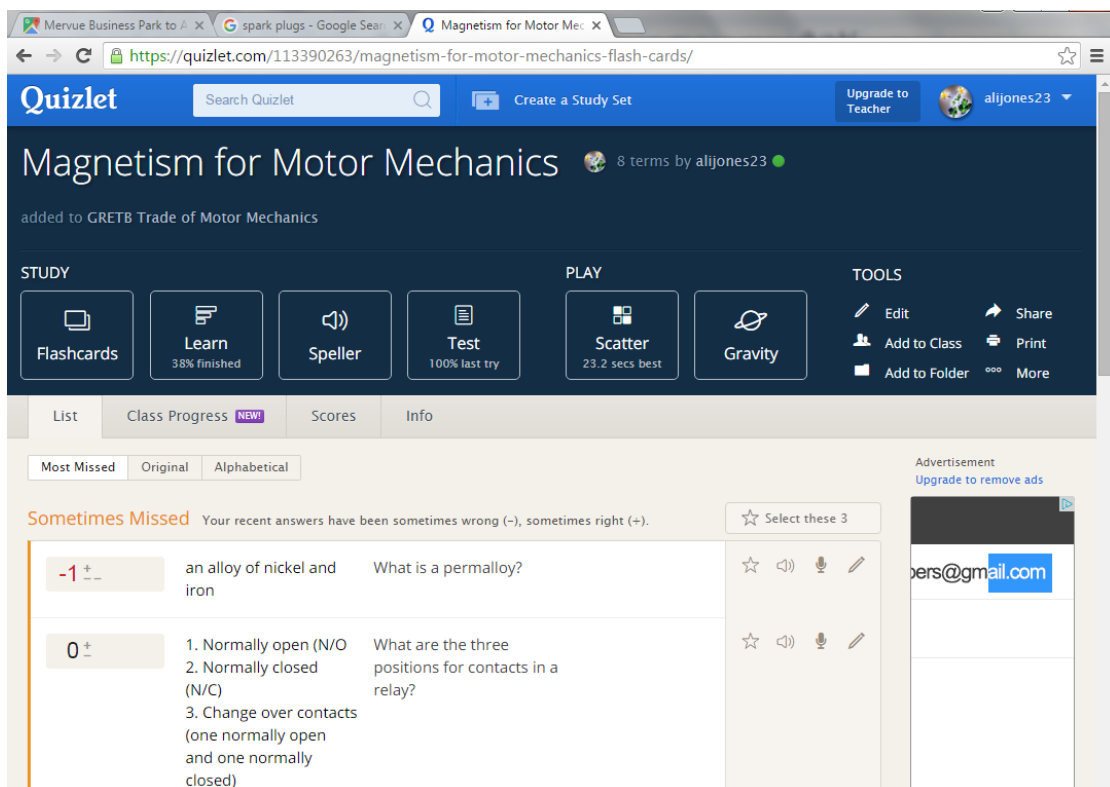 Mervue Business Park to A
spark plugs - Google Sear
Magnetism for Motor Mec
https://quizlet.com/113390263/magnetism-for-motor-mechanics-flash-cards/
Quizlet
Search Quizlet
Create a Study Set
Upgrade to
Teacher
alijones23
Magnetism for Motor Mechanics
8 terms by alijones23
added to GRETB Trade of Motor Mechanics
STUDY
PLAY
TOOLS
Flashcards
Learn
38% finished
Speller
Test
100% last try
Scatter
23.2 secs best
Gravity
Edit
Share
Add to Class
Print
Add to Folder
More
List
Class Progress NEW!
Scores
Info
Most Missed
Original
Alphabetical
Advertisement
Upgrade to remove ads
Sometimes Missed Your recent answers have been sometimes wrong (–), sometimes right (+).
Select these 3
-1 + – –
an alloy of nickel and
iron
What is a permalloy?
pers@gmail.com
0 + –
1. Normally open (N/O
2. Normally closed
(N/C)
3. Change over contacts
(one normally open
and one normally
closed)
What are the three
positions for contacts in a
relay?